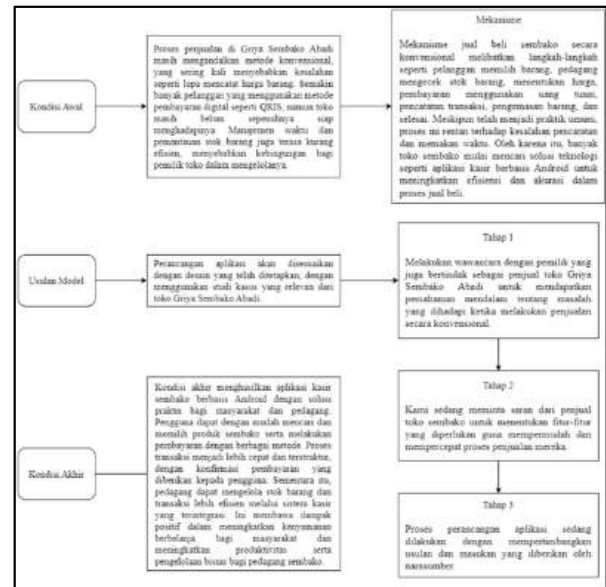 Kondisi Awal
Proses penjualan di Griya Sembako Abadi
masih mengandalkan metode konvensional,
yang sering kali menyebabkan kesalahan
seperti lupa mencatat harga barang. Semakin
banyak pelanggan yang menggunakan metode
pembayaran digital seperti QRIS, namun toko
masih belum sepenuhnya siap
menghadapinya Manajemen waktu dan
pemantauan stok barang juga terasa kurang
efisien, menyebabkan kebingungan bagi
pemilik toko dalam mengelolanya.
Mekanisme
Mekanisme jual beli sembako secara
konvensional melibatkan langkah-langkah
seperti pelanggan memilih barang, pedagang
mengecek stok barang, menentukan harga,
pembayaran menggunakan uang tunai,
pencatatan transaksi, pengemasan barang, dan
selesai. Meskipun telah menjadi praktik umum,
proses ini rentan terhadap kesalahan pencatatan
dan memakan waktu. Oleh karena itu, banyak
toko sembako mulai mencari solusi teknologi
seperti aplikasi kasir berbasis Android untuk
meningkatkan efisiensi dan akurasi dalam
proses jual beli.
Usulan Model
Perancangan aplikasi akan disesuaikan
dengan desain yang telah ditetapkan, dengan
menggunakan studi kasus yang relevan dari
toko Griya Sembako Abadi.
Tahap 1
Melakukan wawancara dengan pemilik yang
juga bertindak sebagai penjual toko Griya
Sembako Abadi untuk mendapatkan
pemahaman mendalam tentang masalah
yang dihadapi ketika melakukan penjualan
secara konvensional.
Tahap 2
Kami sedang meminta saran dari penjual
toko sembako untuk menentukan fitur-fitur
yang diperlukan guna mempermudah dan
mempercepat proses penjualan mereka.
Tahap 3
Proses perancangan aplikasi sedang
dilakukan dengan mempertimbangkan
usulan dan masukan yang diberikan oleh
narasumber.
Kondisi Akhir
Kondisi akhir menghasilkan aplikasi kasir
sembako berbasis Android dengan solusi
praktis bagi masyarakat dan pedagang.
Pengguna dapat dengan mudah mencari dan
memilih produk sembako serta melakukan
pembayaran dengan berbagai metode. Proses
transaksi menjadi lebih cepat dan terstruktur,
dengan konfirmasi pembayaran yang
diberikan kepada pengguna. Sementara itu,
pedagang dapat mengelola stok barang dan
transaksi lebih efisien melalui sistem kasir
yang terintegrasi. Ini membawa dampak
positif dalam meningkatkan kenyamanan
berbelanja bagi masyarakat dan
meningkatkan produktivitas serta
pengelolaan bisnis bagi pedagang sembako.